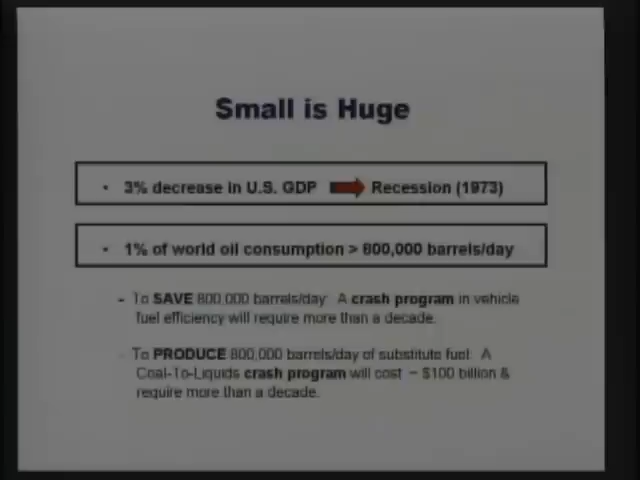 Small is Huge
• 3% decrease in U.S. GDP Recession (1973)
• 1% of world oil consumption > 800,000 barrels/day
- To SAVE 800,000 barrels/day: A crash program in vehicle
fuel efficiency will require more than a decade.
- To PRODUCE 800,000 barrels/day of substitute fuel: A
Coal-To-Liquids crash program will cost ~ $100 billion &
require more than a decade.